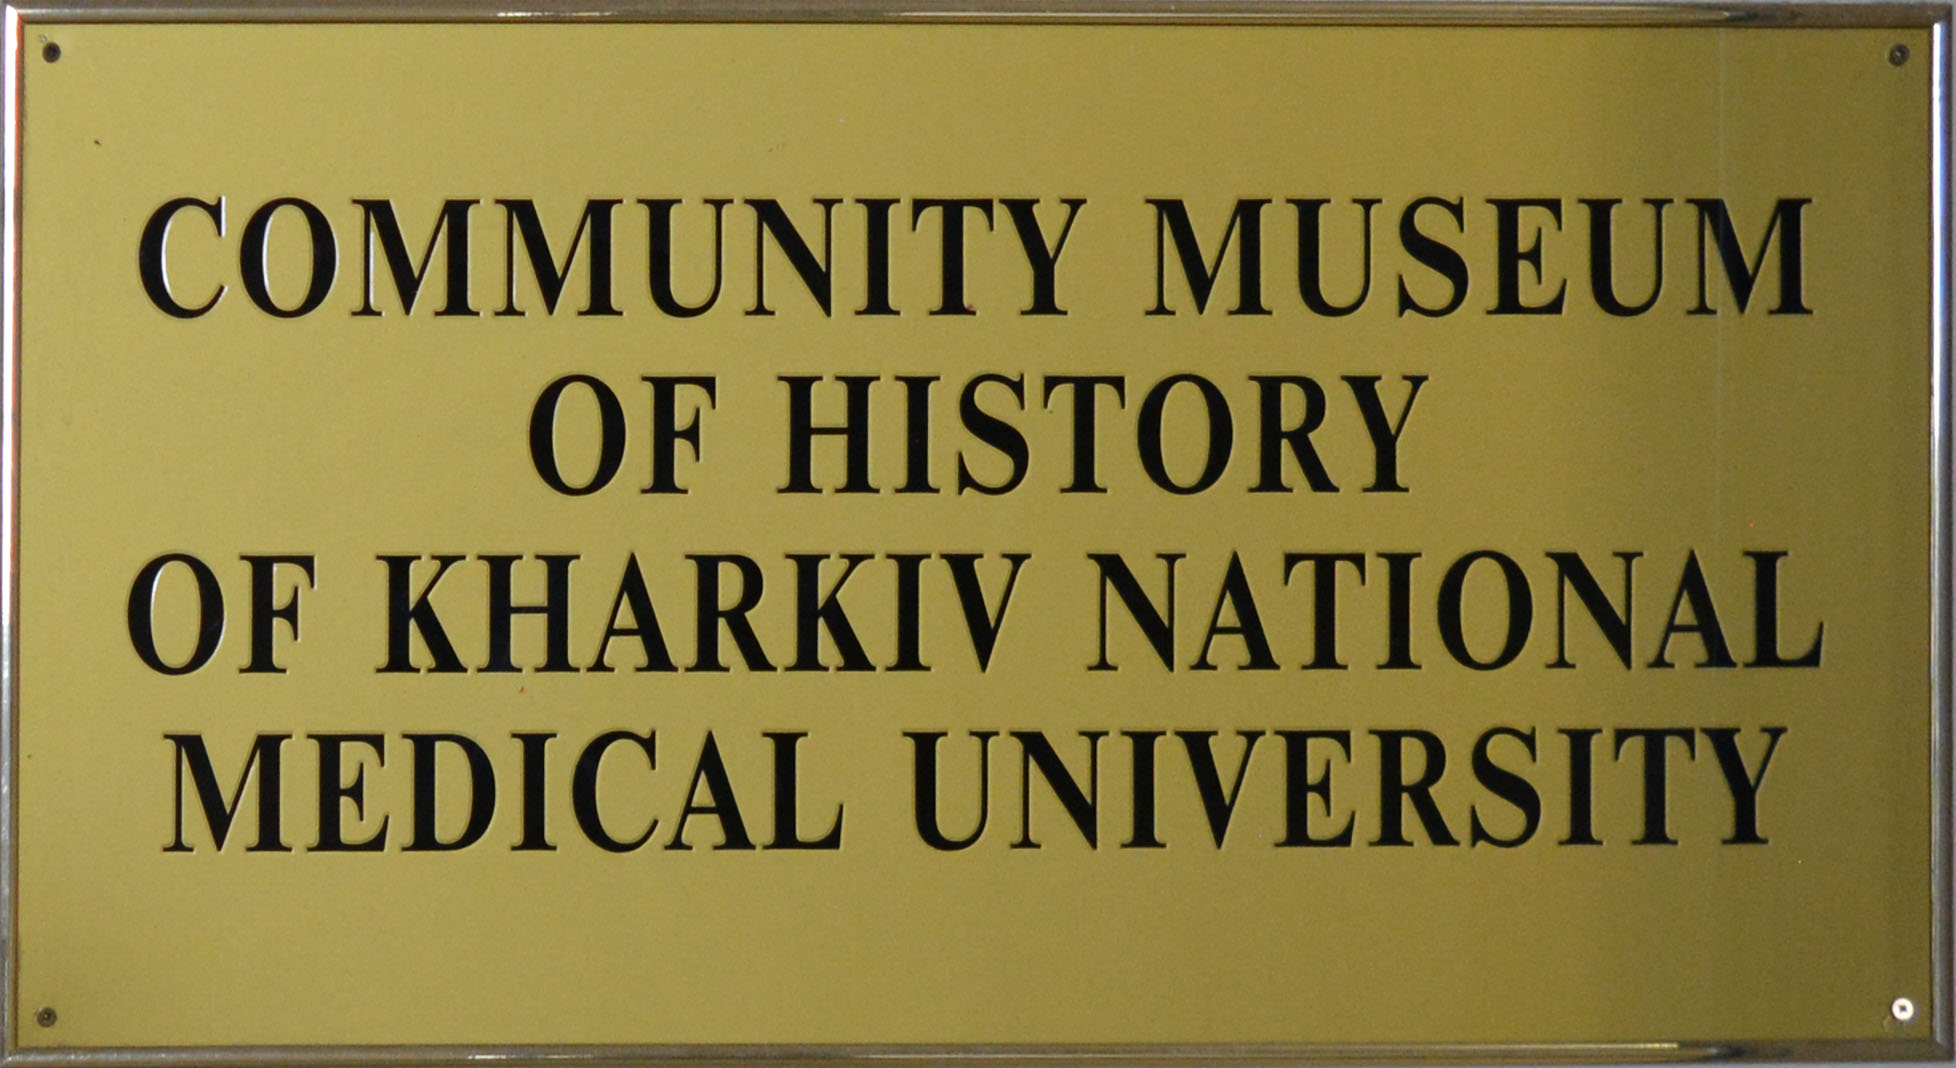 COMMUNITY MUSEUM
OF HISTORY
OF KHARKIV NATIONAL
MEDICAL UNIVERSITY